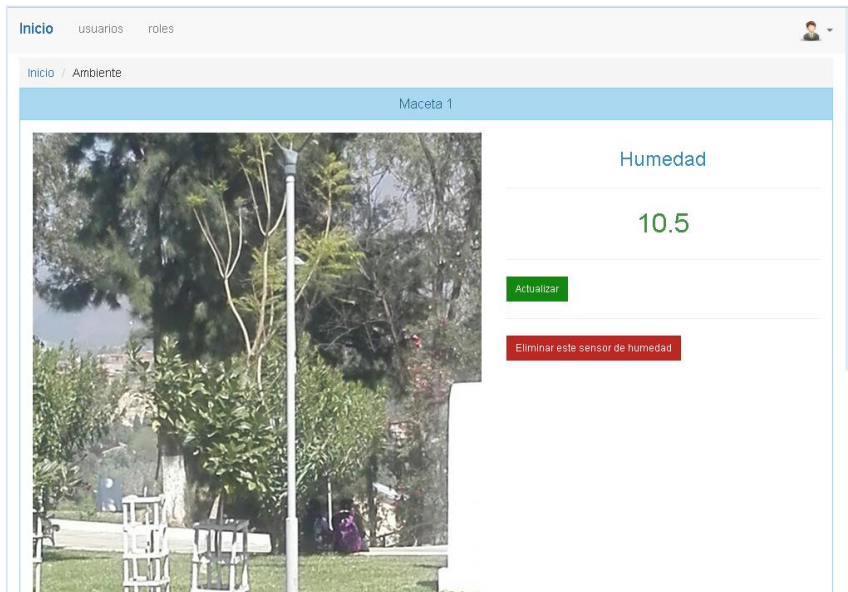 Inicio usuarios roles
Inicio / Ambiente
Maceta 1
Humedad
10.5
Actualizar
Eliminar este sensor de humedad